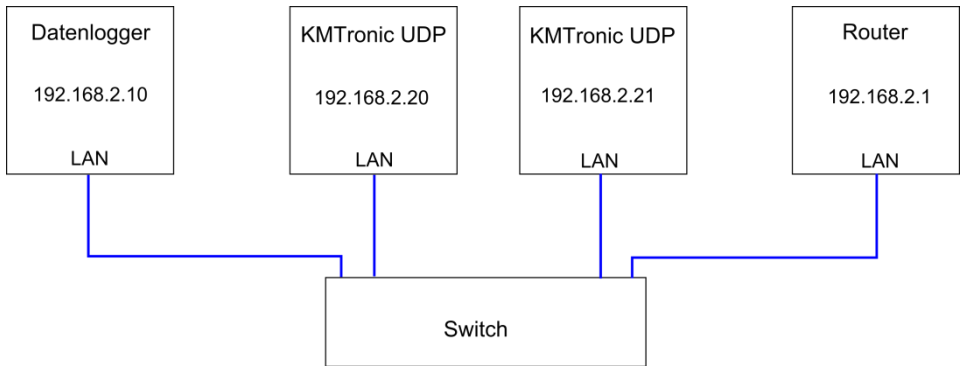 Datenlogger
192.168.2.10
LAN
KMTronic UDP
192.168.2.20
LAN
KMTronic UDP
192.168.2.21
LAN
Router
192.168.2.1
LAN
Switch